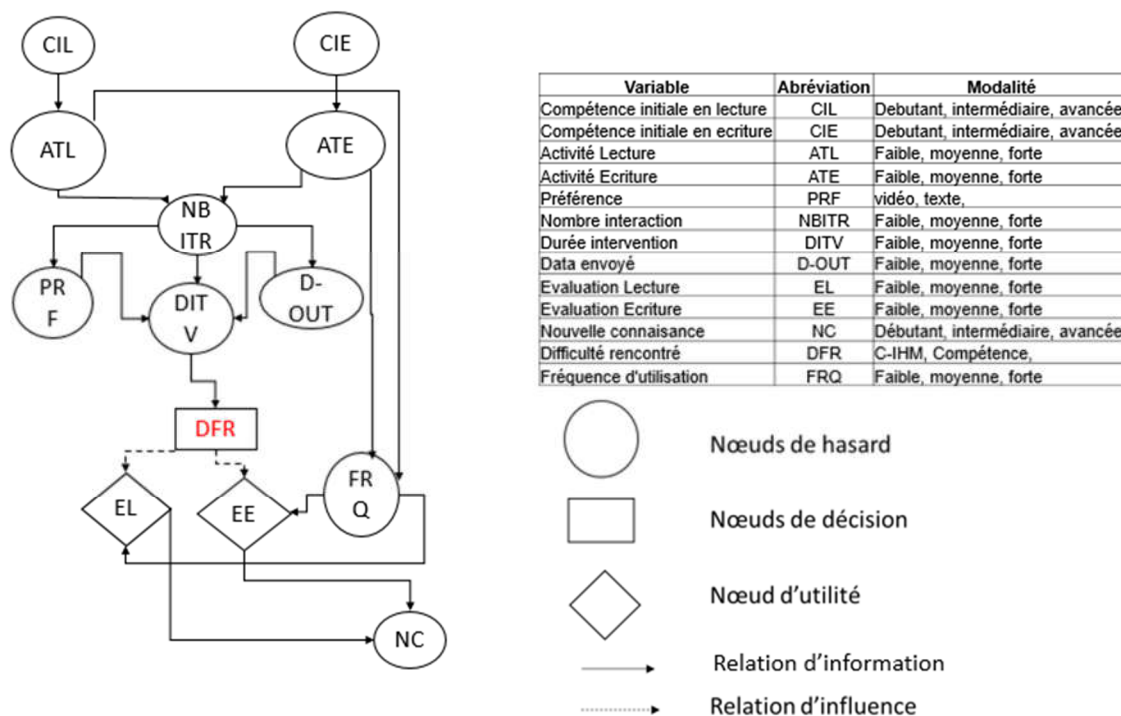 CIL
CIE
ATL
ATE
NB
ITR
PR
F
DIT
V
D-
OUT
DFR
EL
EE
FR
Q
NC
Variable Abréviation Modalité
Compétence initiale en lecture CIL Debutant, intermédiaire, avancée
Compétence initiale en ecriture CIE Debutant, intermédiaire, avancée
Activité Lecture ATL Faible, moyenne, forte
Activité Ecriture ATE Faible, moyenne, forte
Préférence PRF vidéo, texte,
Nombre interaction NBITR Faible, moyenne, forte
Durée intervention DITV Faible, moyenne, forte
Data envoyé D-OUT Faible, moyenne, forte
Evaluation Lecture EL Faible, moyenne, forte
Evaluation Ecriture EE Faible, moyenne, forte
Nouvelle connaisance NC Débutant, intermédiaire, avancée
Difficulté rencontré DFR C-IHM, Compétence,
Fréquence d'utilisation FRQ Faible, moyenne, forte
Nœuds de hasard
Nœuds de décision
Nœud d’utilité
Relation d’information
Relation d’influence